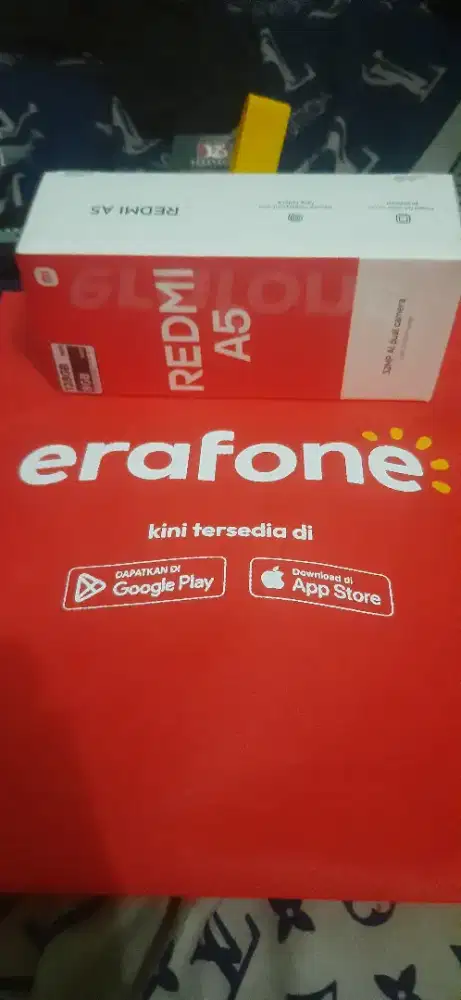 REDMI A5
REDMI
A5
128GB
32MP AI dual camera
erafone
kini tersedia di
DAPATKAN DI
Google Play
Download di
App Store